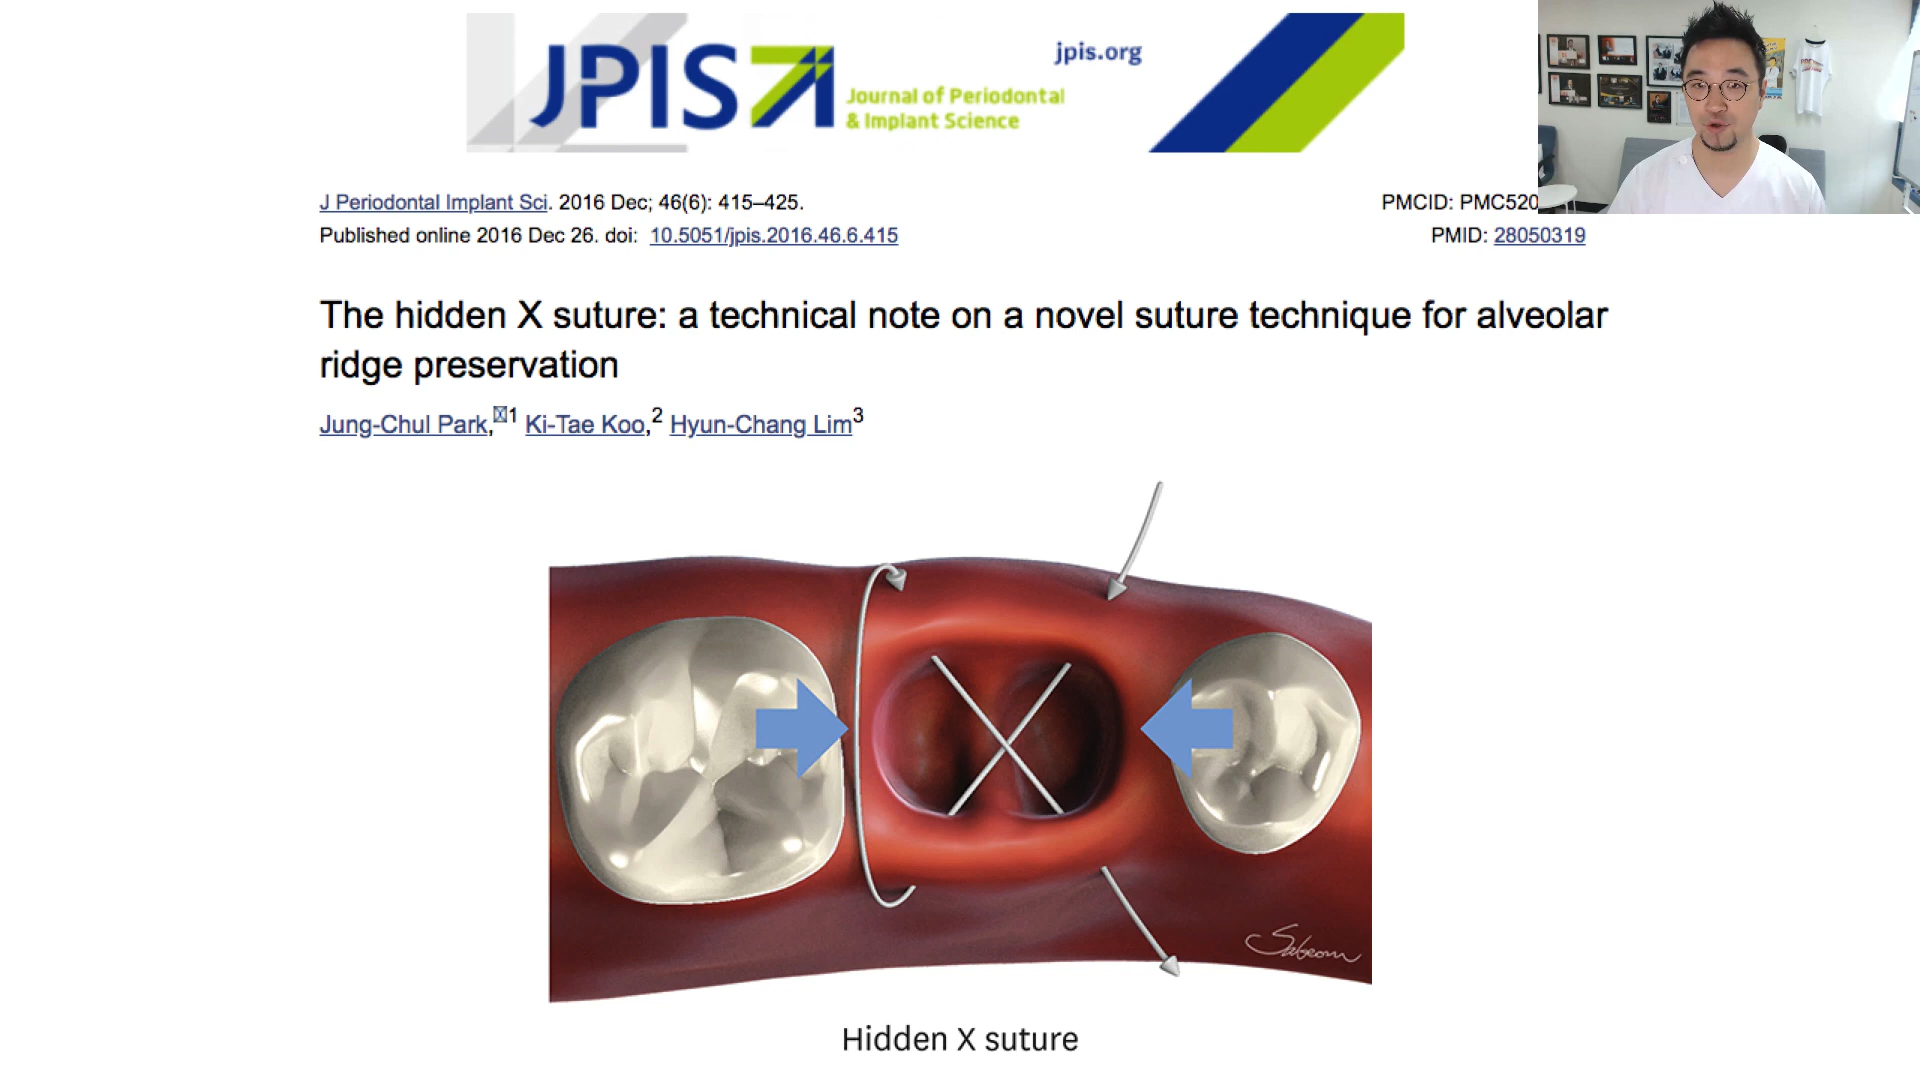 JPIS
jpis.org
Journal of Periodontal
& Implant Science
J Periodontal Implant Sci. 2016 Dec; 46(6): 415–425.
PMCID: PMC520
Published online 2016 Dec 26. doi: 10.5051/jpis.2016.46.6.415
PMID: 28050319
The hidden X suture: a technical note on a novel suture technique for alveolar
ridge preservation
Jung-Chul Park,1 Ki-Tae Koo,2 Hyun-Chang Lim3
Hidden X suture